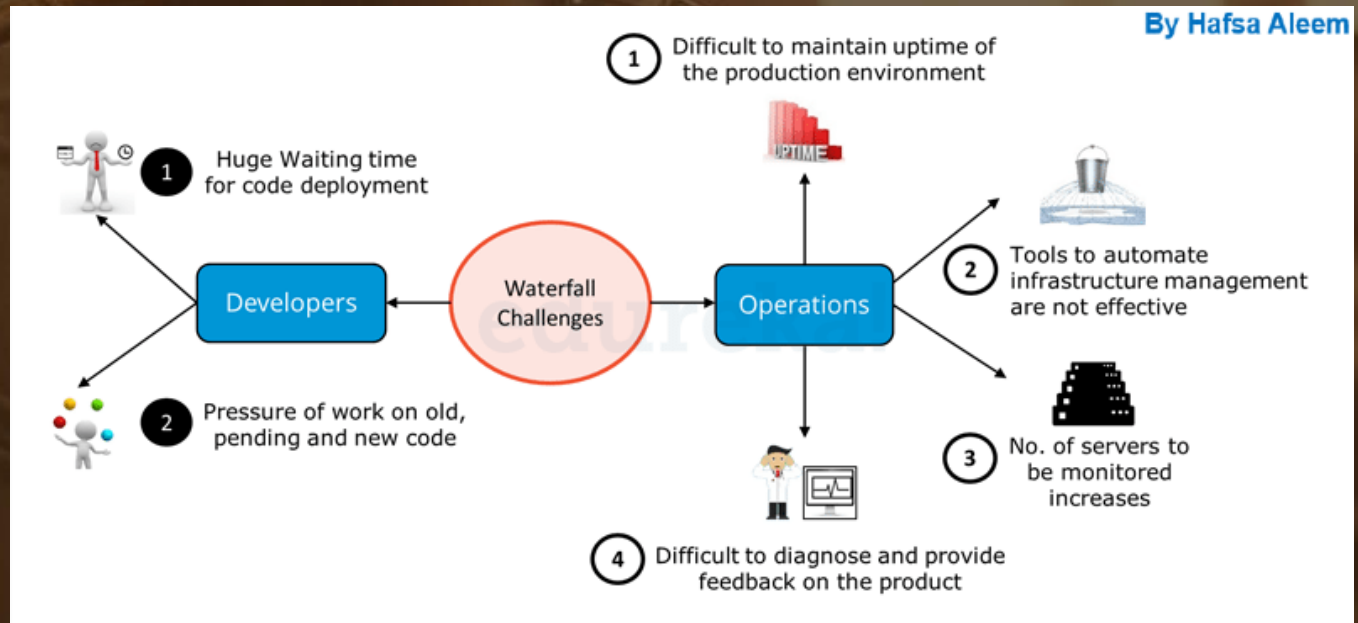 By Hafsa Aleem
1
Difficult to maintain uptime of
the production environment
UPTIME
1
Huge Waiting time
for code deployment
2
Tools to automate
infrastructure management
are not effective
Developers
Waterfall
Challenges
Operations
edureka!
2
Pressure of work on old,
pending and new code
3
No. of servers to
be monitored
increases
4
Difficult to diagnose and provide
feedback on the product